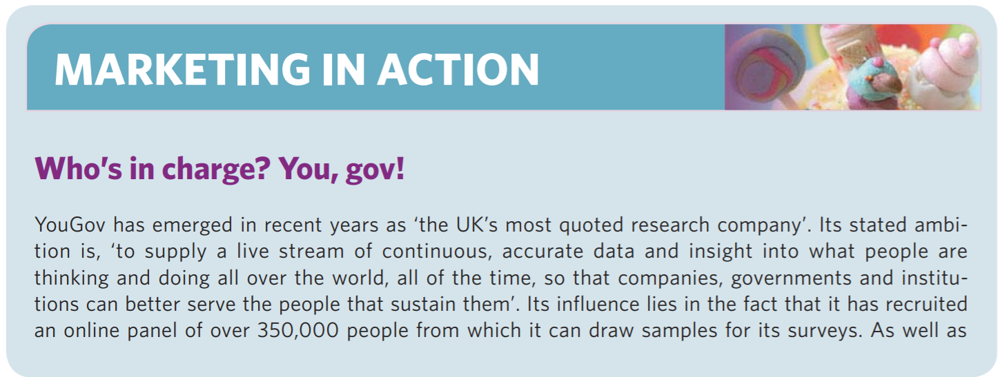 MARKETING IN ACTION
Who’s in charge? You, gov!
YouGov has emerged in recent years as ‘the UK’s most quoted research company’. Its stated ambi-
tion is, ‘to supply a live stream of continuous, accurate data and insight into what people are
thinking and doing all over the world, all of the time, so that companies, governments and institu-
tions can better serve the people that sustain them’. Its influence lies in the fact that it has recruited
an online panel of over 350,000 people from which it can draw samples for its surveys. As well as